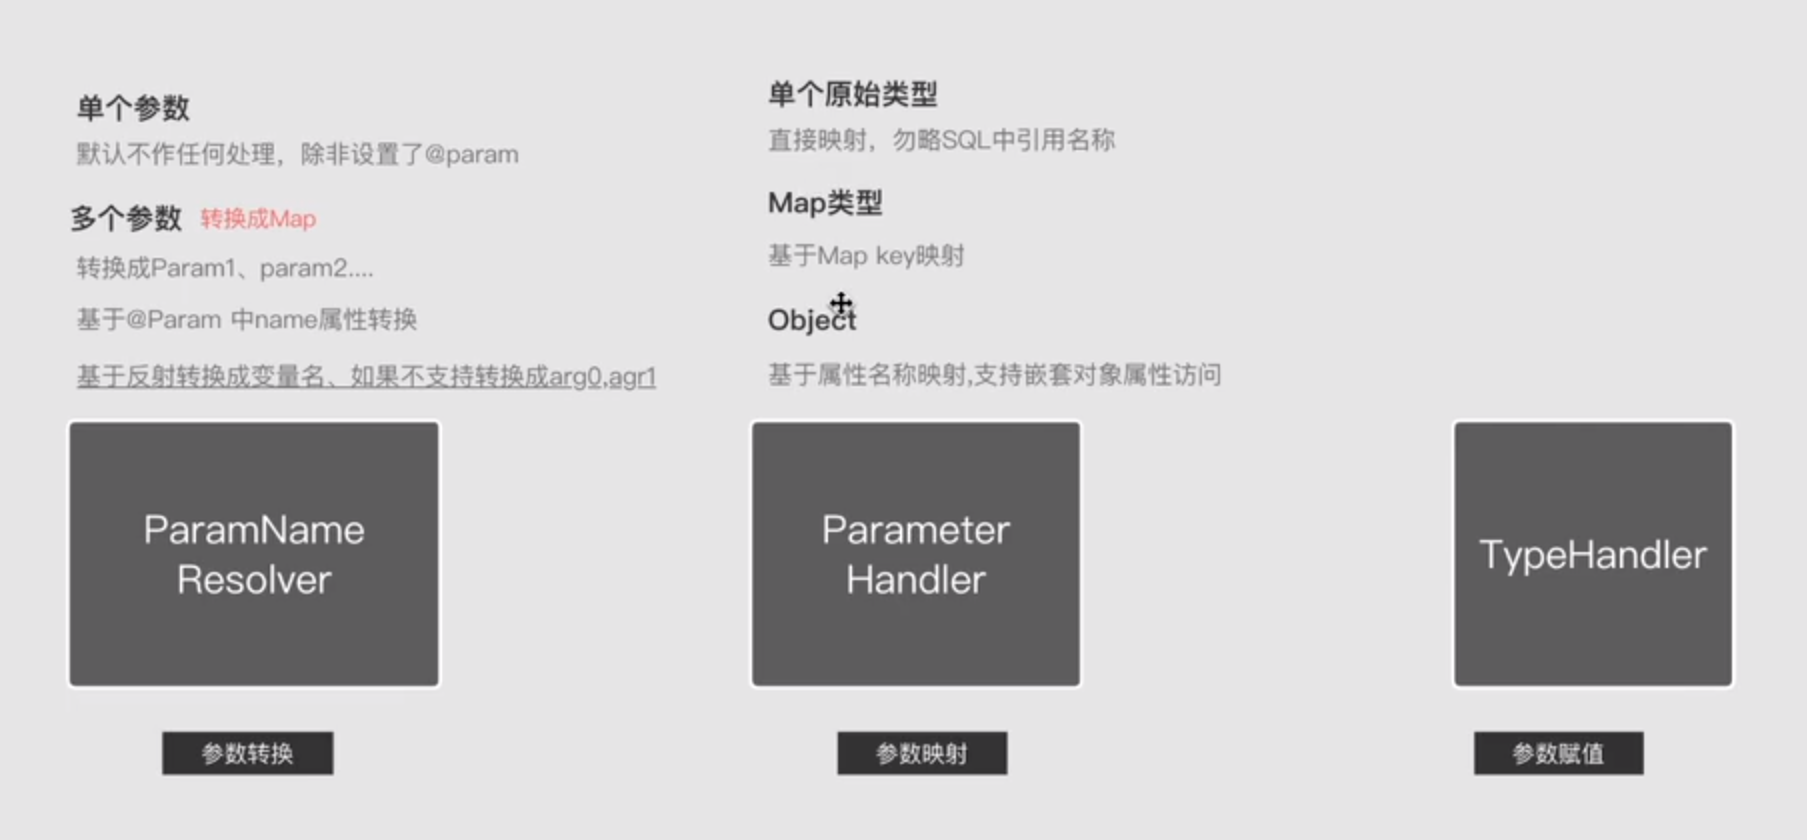 单个参数
默认不作任何处理，除非设置了@param
多个参数 转换成Map
转换成Param1、param2....
基于@Param 中name属性转换
基于反射转换成变量名、如果不支持转换成arg0,agr1
ParamName
Resolver
参数转换
单个原始类型
直接映射，勿略SQL中引用名称
Map类型
基于Map key映射
Object
基于属性名称映射,支持嵌套对象属性访问
Parameter
Handler
参数映射
TypeHandler
参数赋值